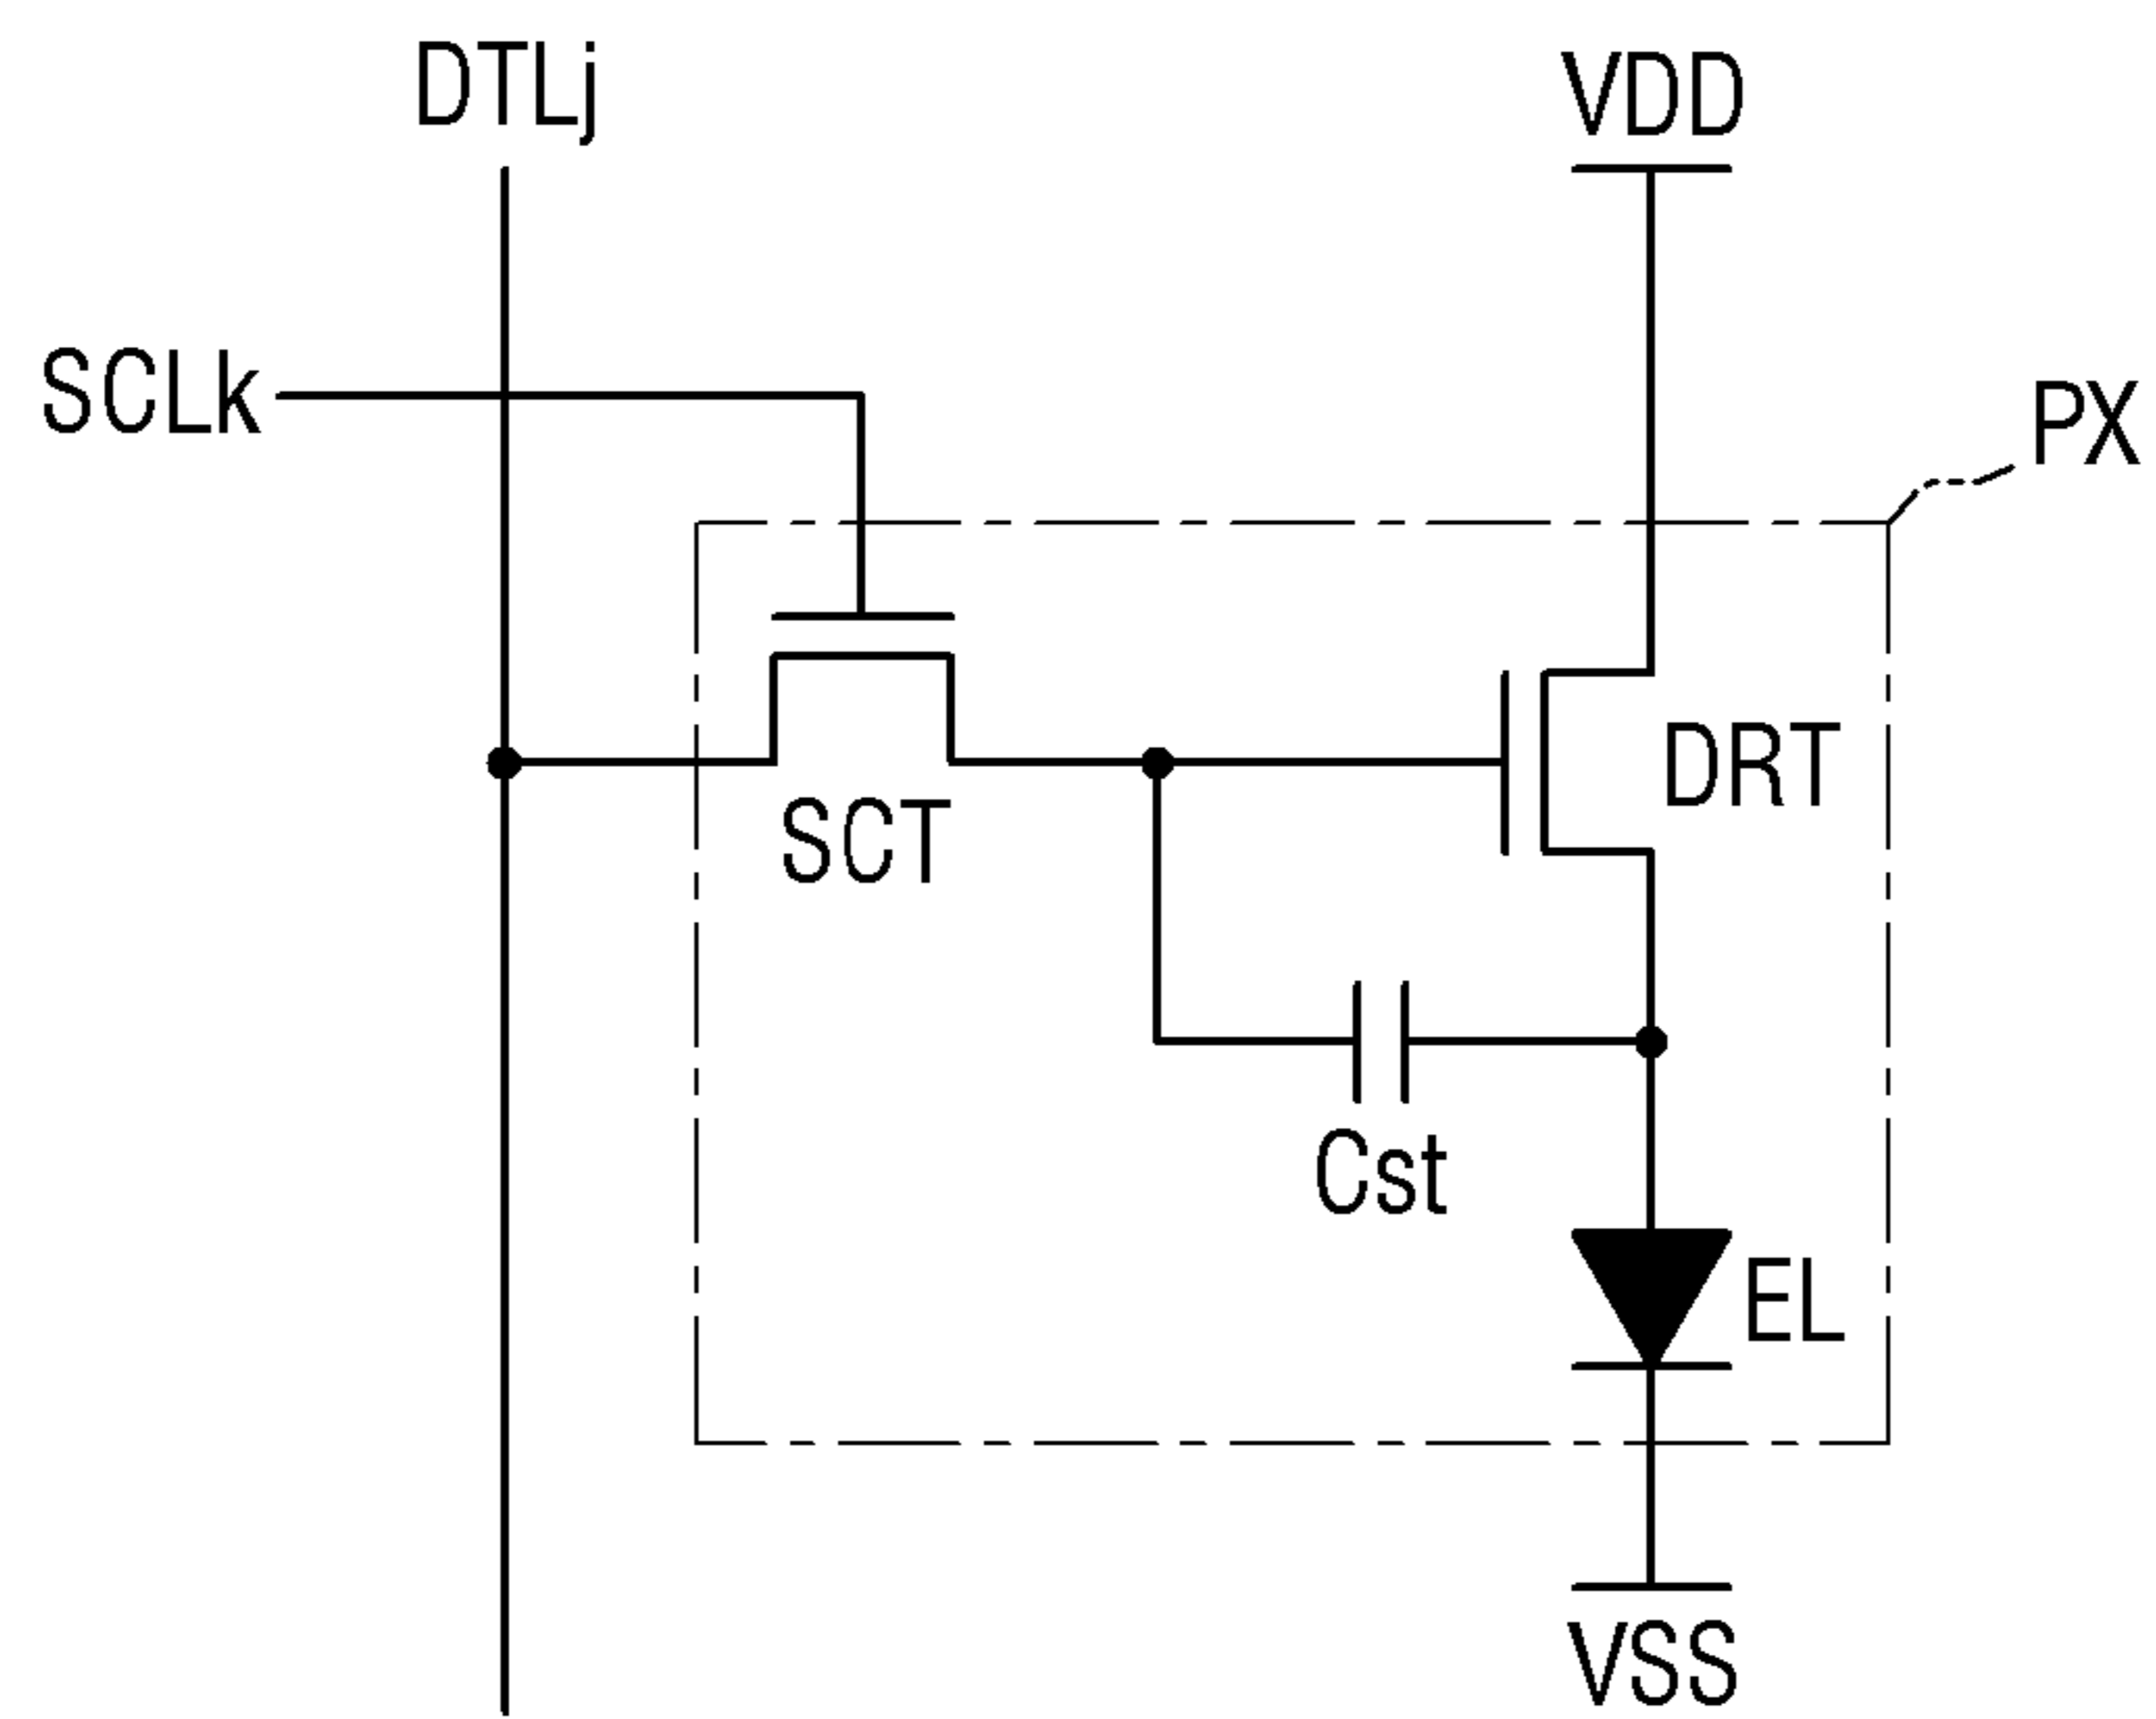 DTLj
VDD
SCLk
PX
DRT
SCT
Cst
EL
VSS